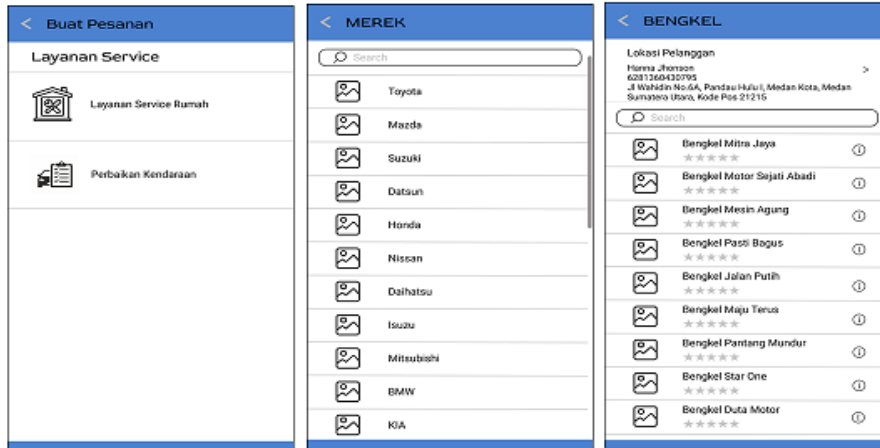 < Buat Pesanan
Layanan Service
Layanan Service Rumah
Perbaikan Kendaraan
< MEREK
Search
Toyota
Mazda
Suzuki
Datsun
Honda
Nissan
Daihatsu
Isuzu
Mitsubishi
BMW
KIA
< BENGKEL
Lokasi Pelanggan
Hanna Jhonson
6281360430795
>
Jl Wahidin No.6A, Pandau Hulu I, Medan Kota, Medan
Sumatera Utara, Kode Pos 21215
Search
Bengkel Mitra Jaya
Bengkel Motor Sejati Abadi
Bengkel Mesin Agung
Bengkel Pasti Bagus
Bengkel Jalan Putih
Bengkel Maju Terus
Bengkel Pantang Mundur
Bengkel Star One
Bengkel Duta Motor